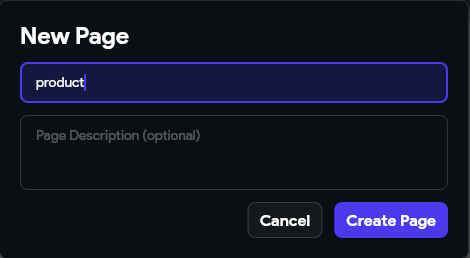 New Page
product
Page Description (optional)
Cancel
Create Page